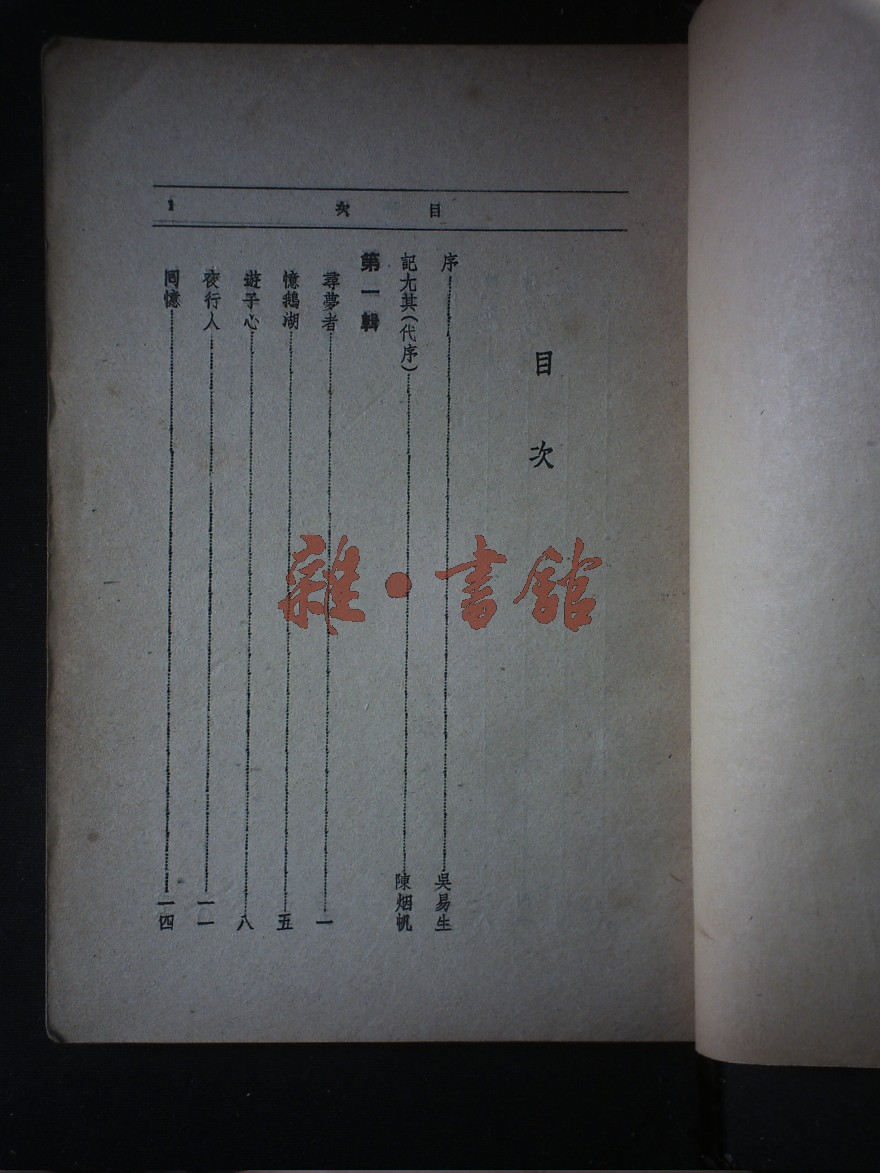 目次 1
目次
序……吳易生
記尢其(代序)……陳烟帆
第一輯
尋夢者……一
憶鵝湖……五
遊子心……八
夜行人……一一
同憶……一四
雜·書館